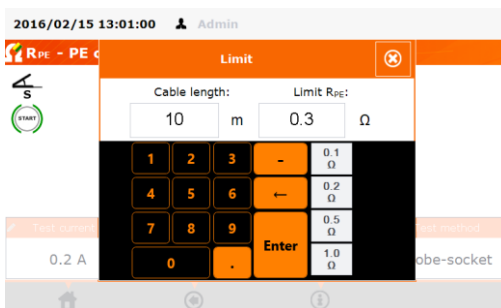 2016/02/15 13:01:00 Admin
RPE - PE
Limit
S
START
Cable length: Limit RPE:
10 m 0.3 Ω
1 2 3 - 0.1 Ω
4 5 6 ← 0.2 Ω
7 8 9 Enter 0.5 Ω
0 . 1.0 Ω
Test current Test method
0.2 A obe-socket